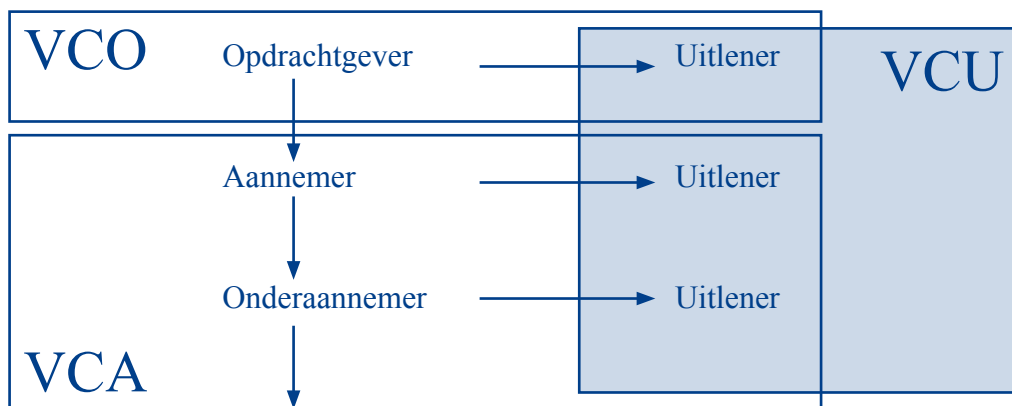 VCO
Opdrachtgever
Uitlener
VCU
Aannemer
Uitlener
Onderaannemer
Uitlener
VCA